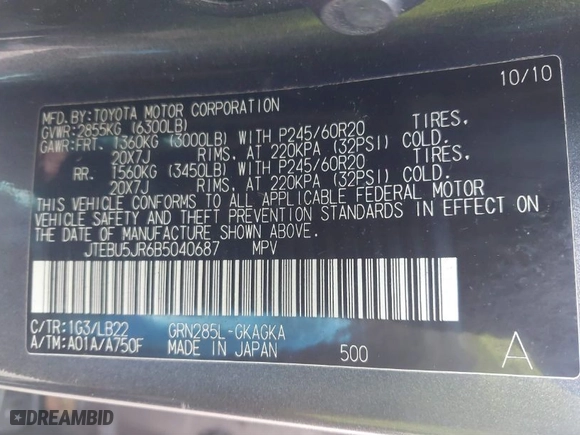 10/10
MFD.BY:TOYOTA MOTOR CORPORATION
GVWR:2855KG (6300LB)
GAWR:FRT. 1360KG (3000LB) WITH P245/60R20 TIRES,
20X7J RIMS, AT 220KPA (32PSI) COLD.
RR. 1560KG (3450LB) WITH P245/60R20 TIRES,
20X7J RIMS, AT 220KPA (32PSI) COLD.
THIS VEHICLE CONFORMS TO ALL APPLICABLE FEDERAL MOTOR
VEHICLE SAFETY AND THEFT PREVENTION STANDARDS IN EFFECT ON
THE DATE OF MANUFACTURE SHOWN ABOVE.
JTEBU5JR6B5040687 MPV
C/TR:1G3/LB22 GRN285L-GKAGKA
A/TM:A01A/A750F MADE IN JAPAN 500 A
DREAMBID